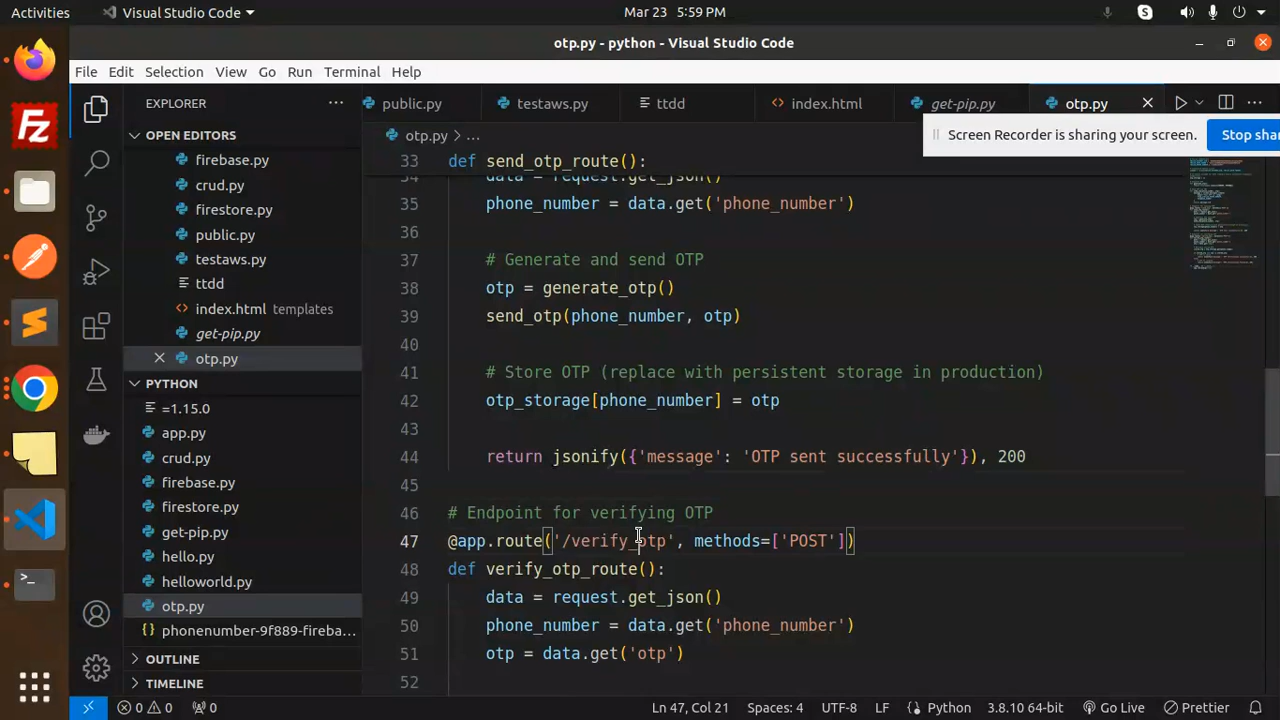 Activities
Visual Studio Code
Mar 23 5:59 PM
otp.py - python - Visual Studio Code
File Edit Selection View Go Run Terminal Help
EXPLORER
public.py
testaws.py
ttdd
index.html
get-pip.py
otp.py
OPEN EDITORS
firebase.py
crud.py
firestore.py
public.py
testaws.py
ttdd
index.html templates
get-pip.py
otp.py
PYTHON
=1.15.0
app.py
crud.py
firebase.py
firestore.py
get-pip.py
hello.py
helloworld.py
otp.py
phonenumber-9f889-fireba...
OUTLINE
TIMELINE
otp.py > ...
Screen Recorder is sharing your screen.
Stop sha
33 def send_otp_route():
34 data = request.get_json()
35 phone_number = data.get('phone_number')
36
37 # Generate and send OTP
38 otp = generate_otp()
39 send_otp(phone_number, otp)
40
41 # Store OTP (replace with persistent storage in production)
42 otp_storage[phone_number] = otp
43
44 return jsonify({'message': 'OTP sent successfully'}), 200
45
46 # Endpoint for verifying OTP
47 @app.route('/verify_otp', methods=['POST'])
48 def verify_otp_route():
49 data = request.get_json()
50 phone_number = data.get('phone_number')
51 otp = data.get('otp')
52
0 0 0 Ln 47, Col 21 Spaces: 4 UTF-8 LF Python 3.8.10 64-bit Go Live Prettier